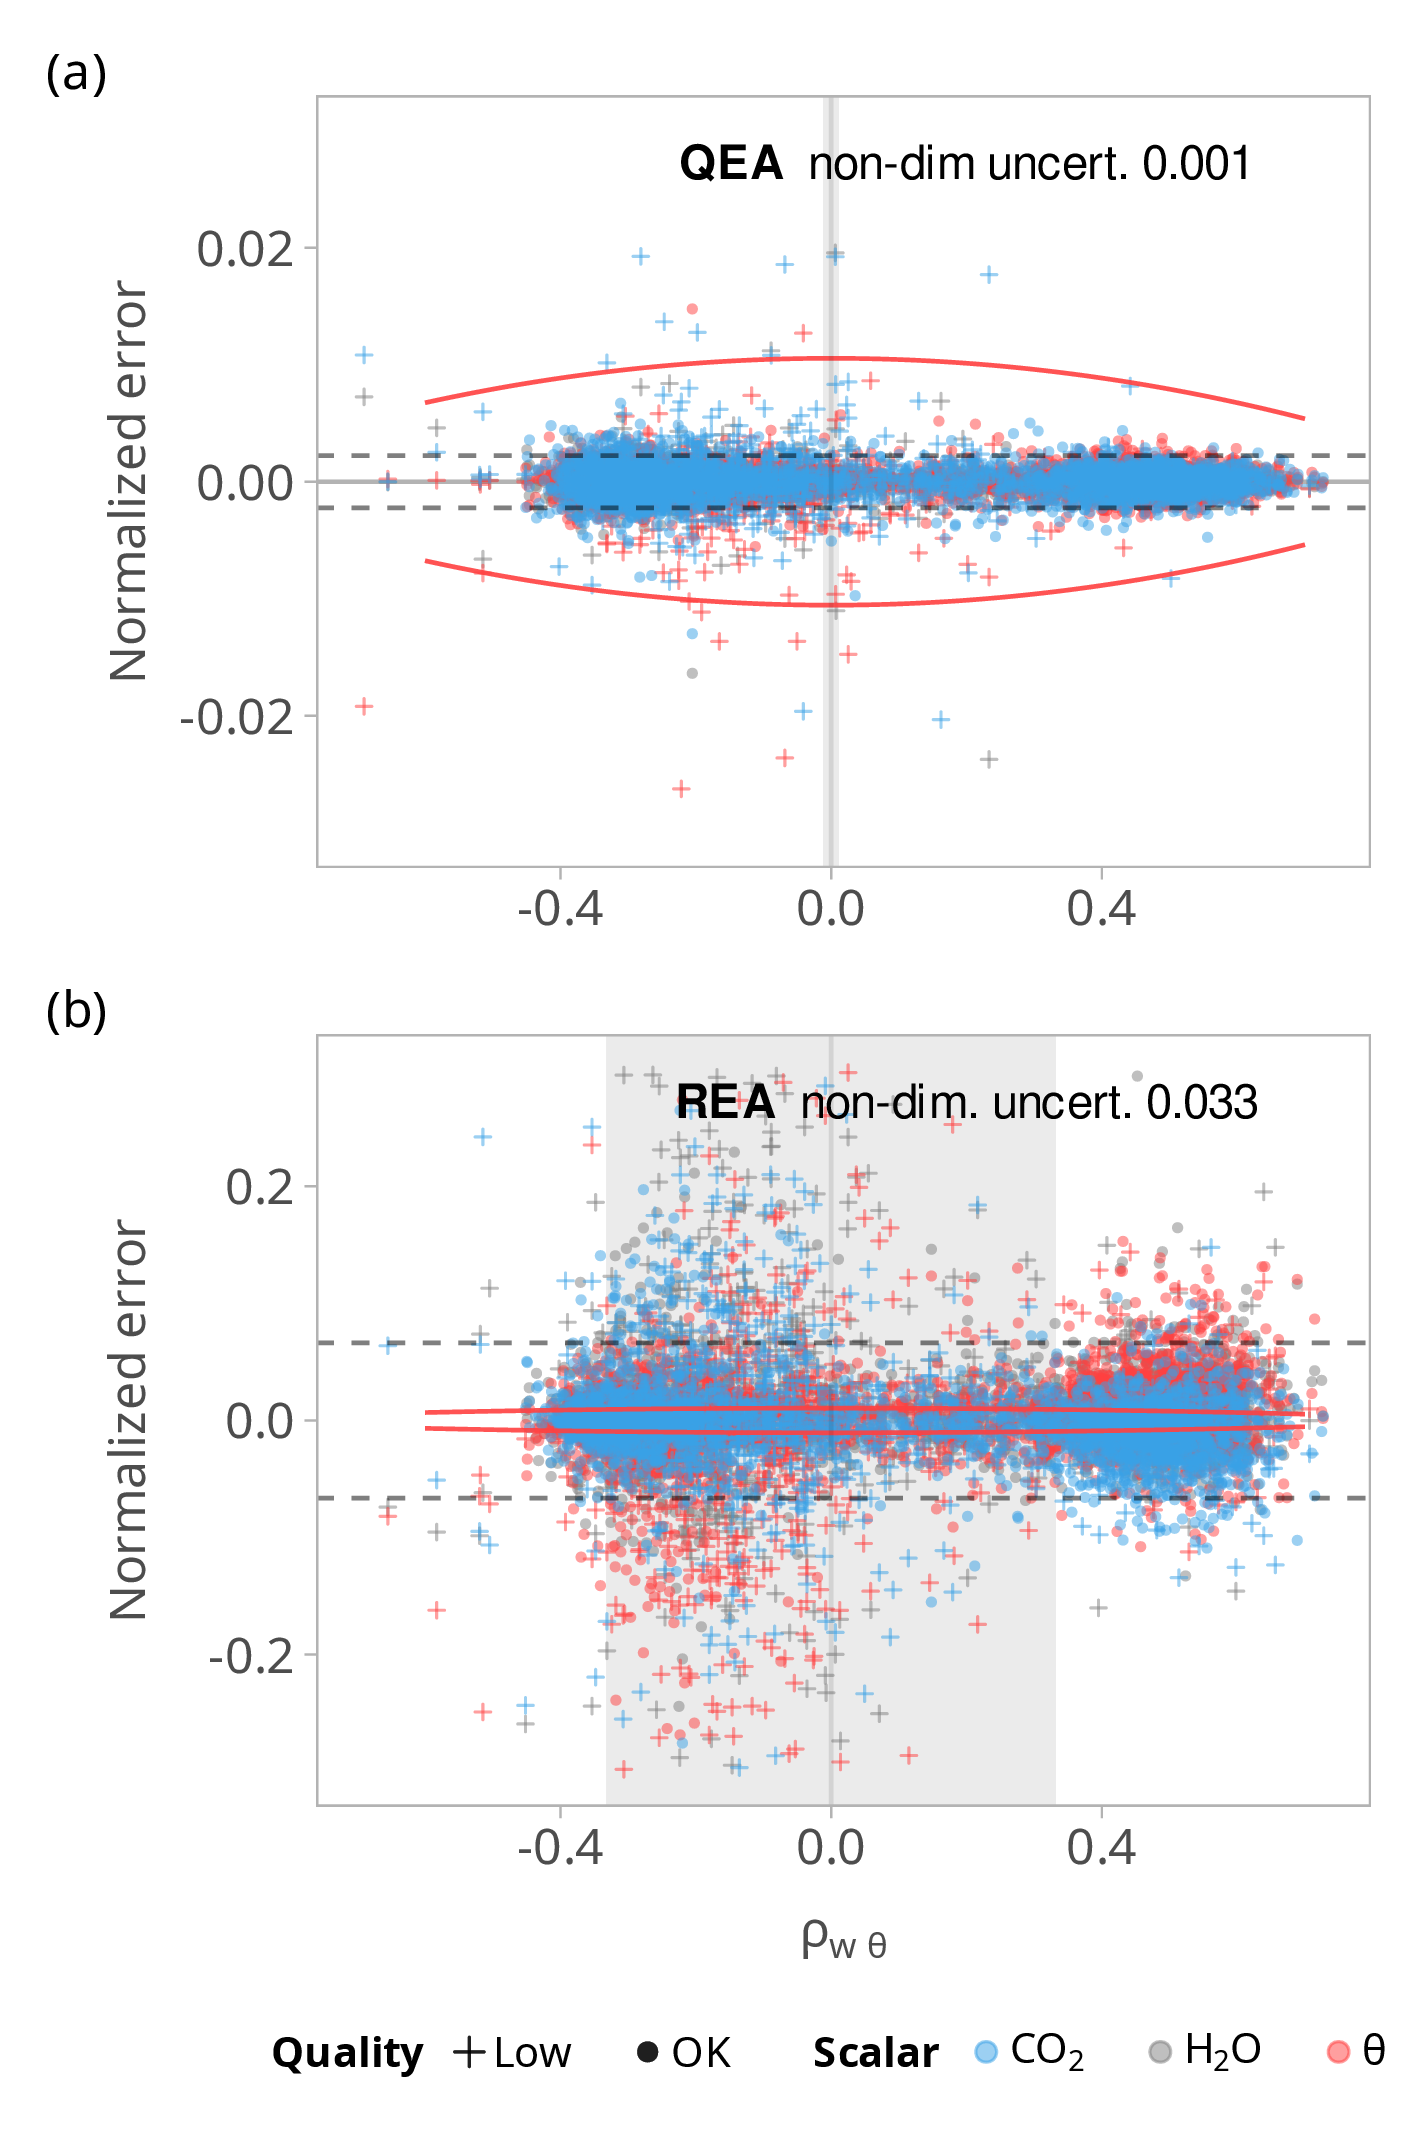 (a)
QEA non-dim uncert. 0.001
Normalized error
0.02
0.00
-0.02
-0.4 0.0 0.4
(b)
REA non-dim. uncert. 0.033
Normalized error
0.2
0.0
-0.2
-0.4 0.0 0.4
ρw θ
Quality Low OK Scalar CO₂ H₂O θ